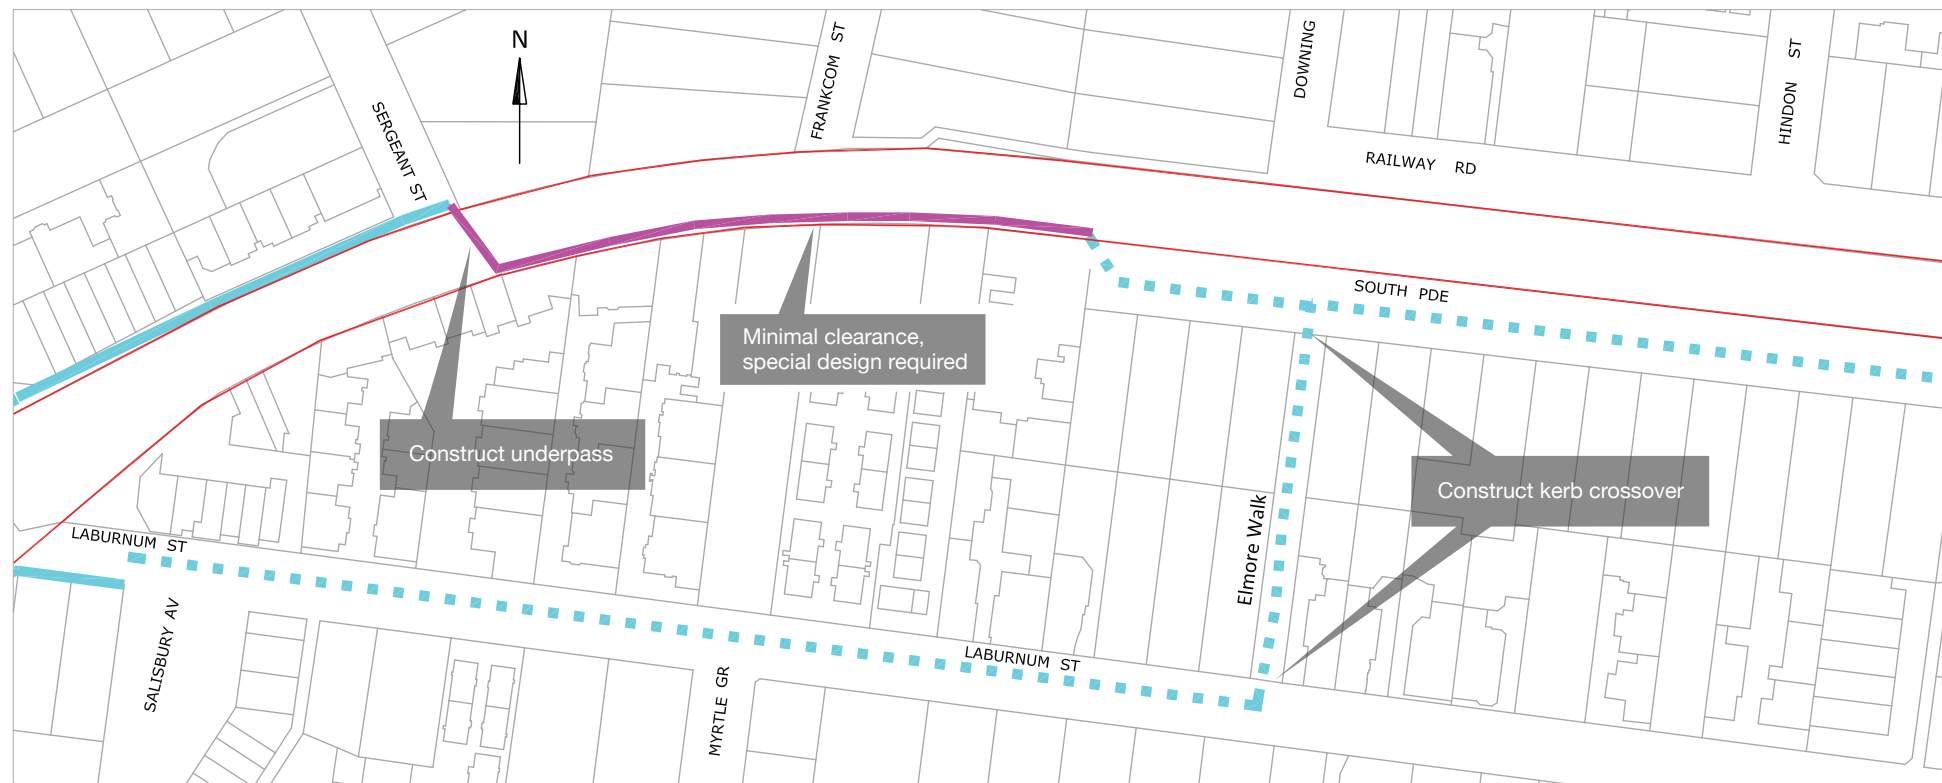 N
SERGEANT ST
FRANKCOM ST
DOWNING
HINDON ST
RAILWAY RD
SOUTH PDE
Minimal clearance,
special design required
Construct underpass
Construct kerb crossover
Elmore Walk
LABURNUM ST
SALISBURY AV
LABURNUM ST
MYRTLE GR